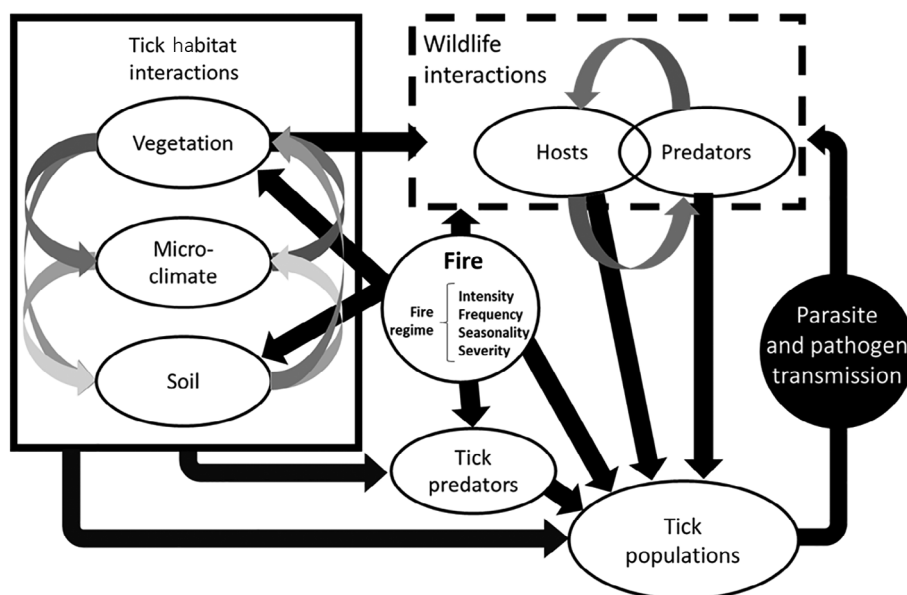 Tick habitat
interactions
Vegetation
Micro-
climate
Soil
Wildlife
interactions
Hosts
Predators
Fire
Fire
regime
Intensity
Frequency
Seasonality
Severity
Parasite
and pathogen
transmission
Tick
predators
Tick
populations